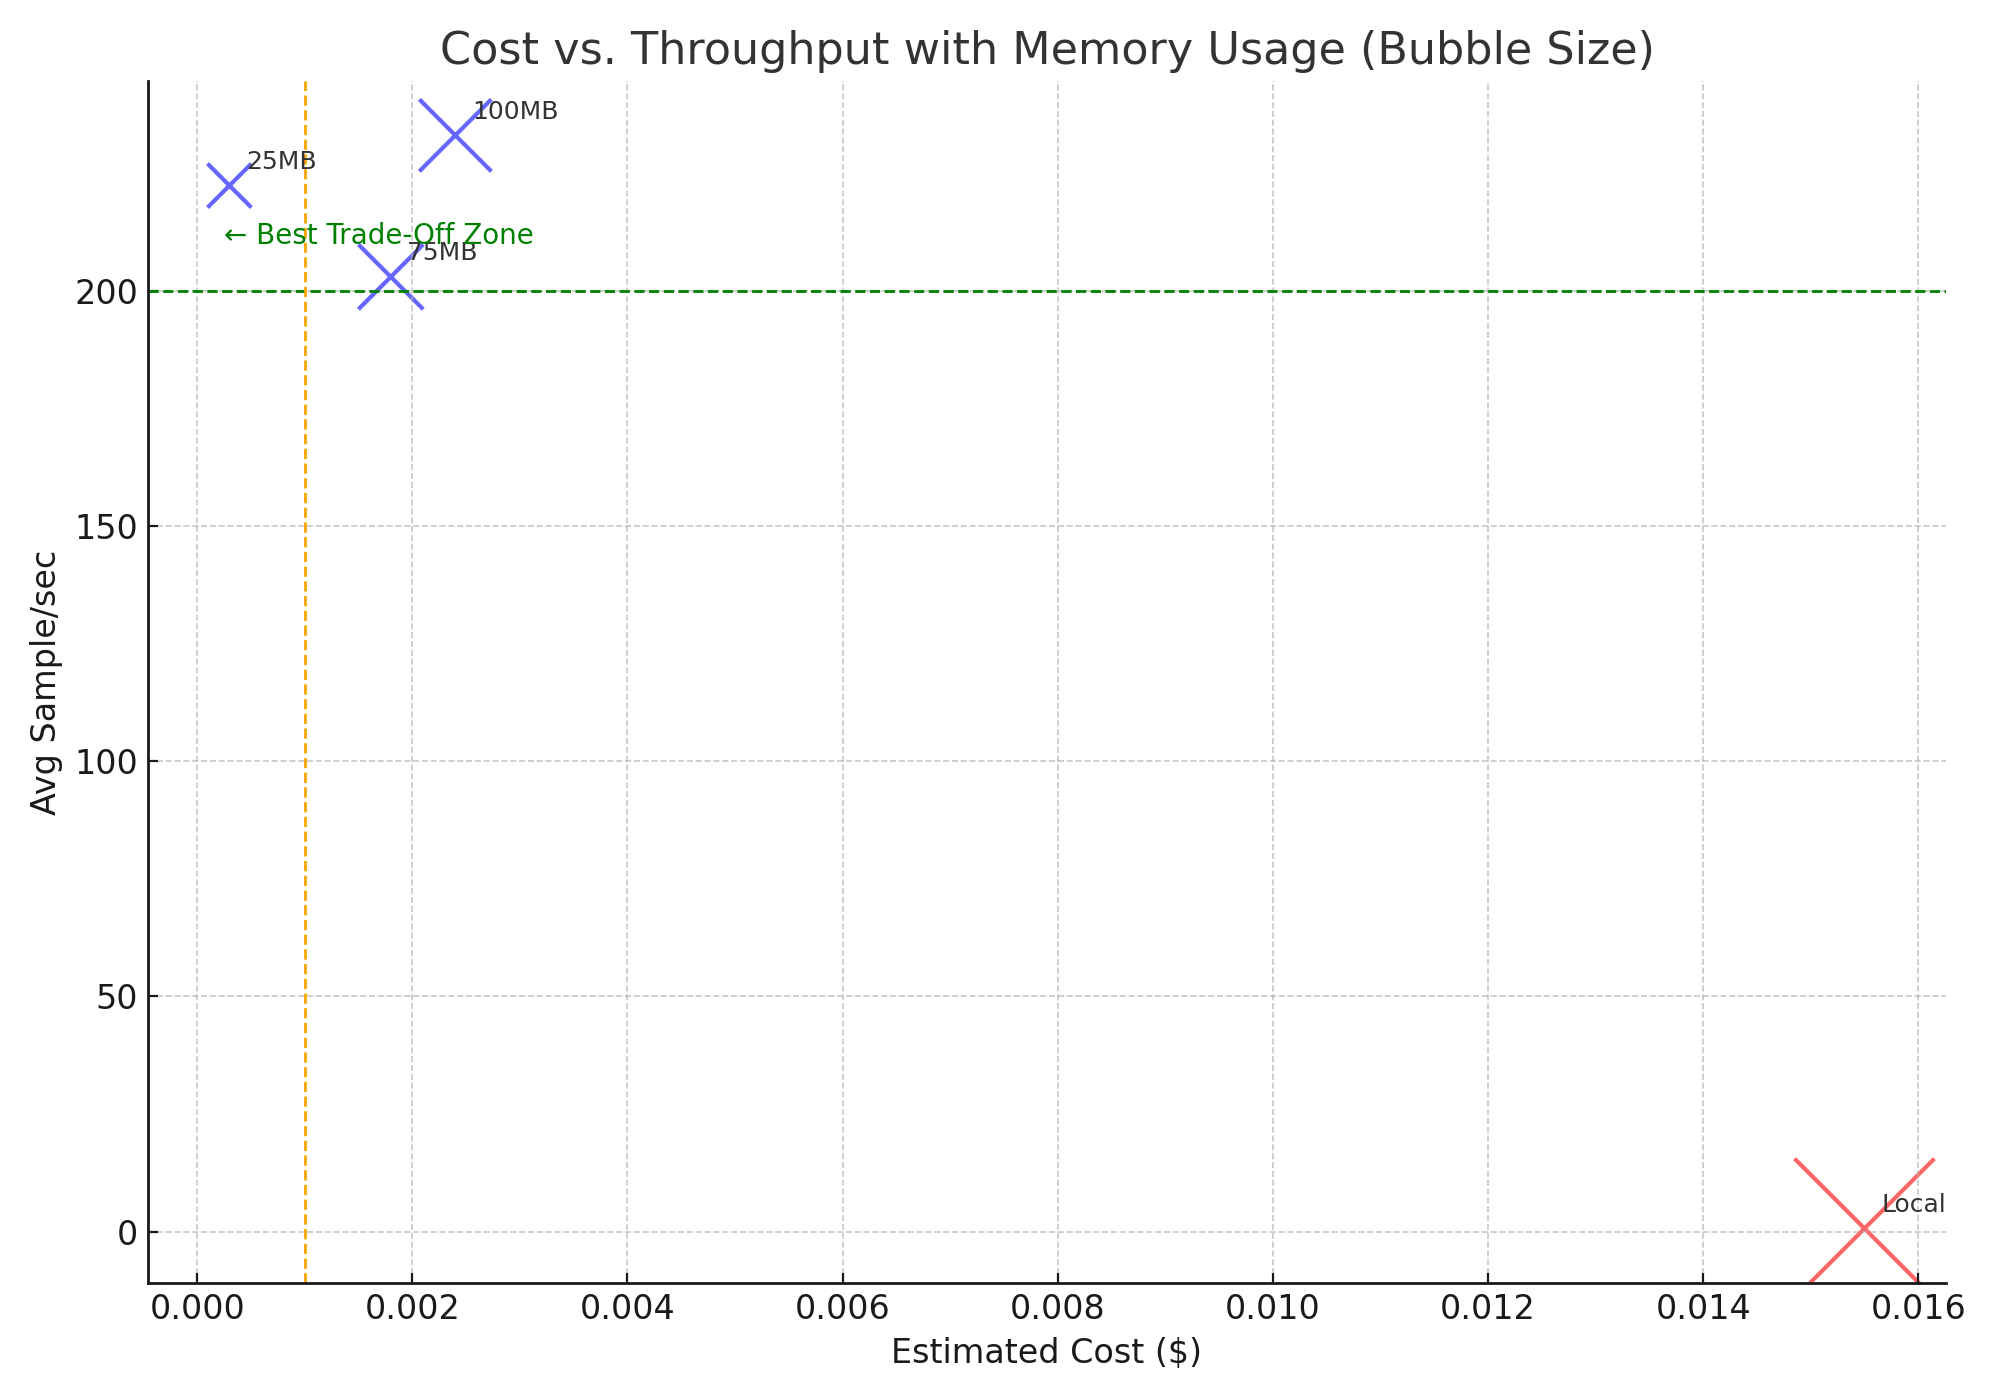 Cost vs. Throughput with Memory Usage (Bubble Size)
100MB
25MB
← Best Trade-Off Zone
75MB
200
150
100
50
0
Avg Sample/sec
Local
0.000 0.002 0.004 0.006 0.008 0.010 0.012 0.014 0.016
Estimated Cost ($)